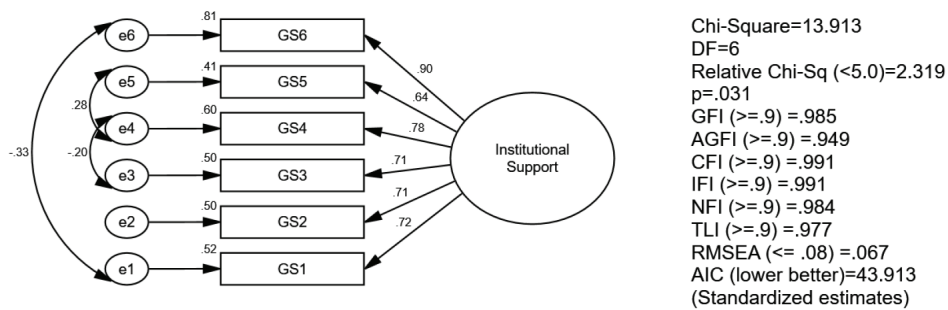 .81
e6
GS6
.90
.41
e5
GS5
.64
.28
.60
e4
GS4
.78
-.33
-.20
.50
e3
GS3
.71
Institutional
Support
.50
e2
GS2
.71
.52
e1
GS1
.72
Chi-Square=13.913
DF=6
Relative Chi-Sq (<5.0)=2.319
p=.031
GFI (>=.9) =.985
AGFI (>=.9) =.949
CFI (>=.9) =.991
IFI (>=.9) =.991
NFI (>=.9) =.984
TLI (>=.9) =.977
RMSEA (<= .08) =.067
AIC (lower better)=43.913
(Standardized estimates)